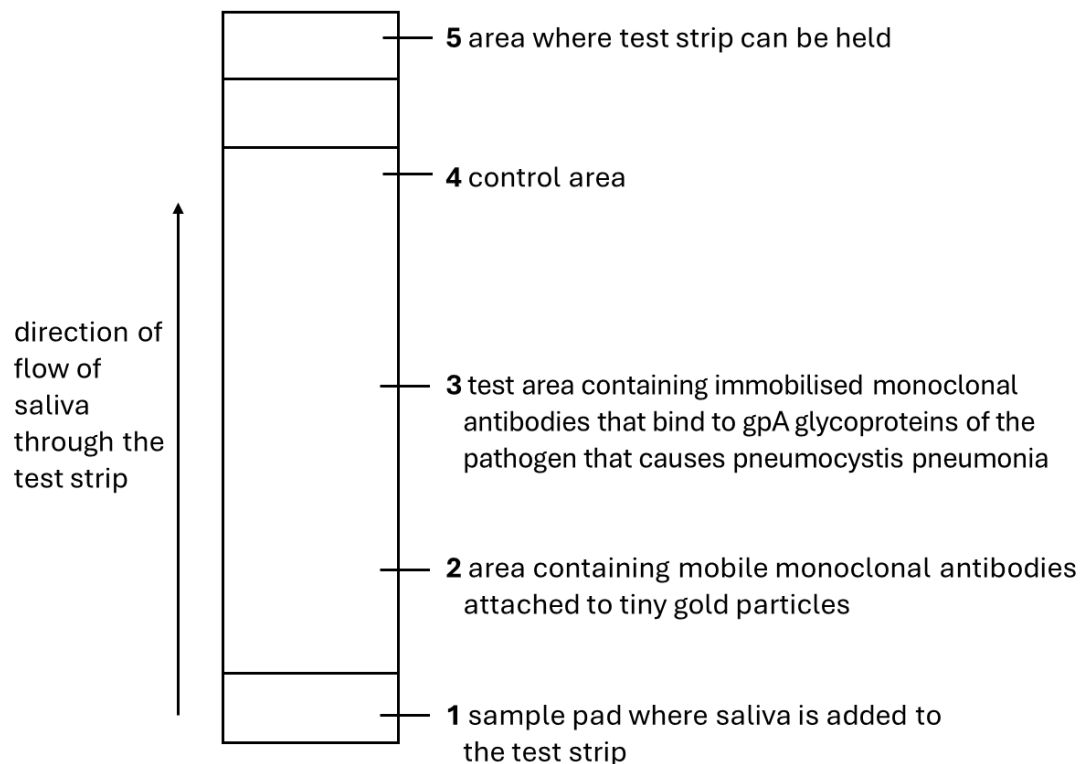 5 area where test strip can be held
4 control area
direction of
flow of
saliva
through the
test strip
3 test area containing immobilised monoclonal
antibodies that bind to gpA glycoproteins of the
pathogen that causes pneumocystis pneumonia
2 area containing mobile monoclonal antibodies
attached to tiny gold particles
1 sample pad where saliva is added to
the test strip